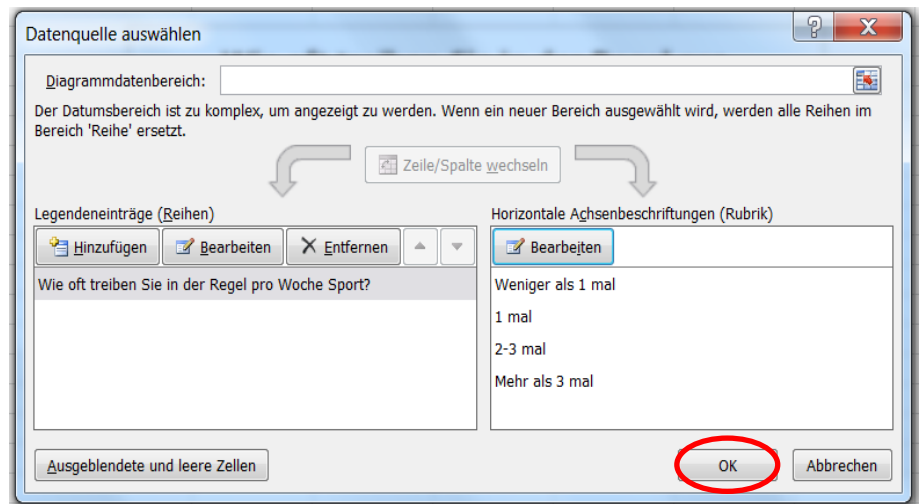 Datenquelle auswählen
Diagrammdatenbereich:
Der Datumsbereich ist zu komplex, um angezeigt zu werden. Wenn ein neuer Bereich ausgewählt wird, werden alle Reihen im
Bereich 'Reihe' ersetzt.
Zeile/Spalte wechseln
Legendeneinträge (Reihen)
Hinzufügen Bearbeiten Entfernen
Wie oft treiben Sie in der Regel pro Woche Sport?
Horizontale Achsenbeschriftungen (Rubrik)
Bearbeiten
Weniger als 1 mal
1 mal
2-3 mal
Mehr als 3 mal
Ausgeblendete und leere Zellen
OK Abbrechen